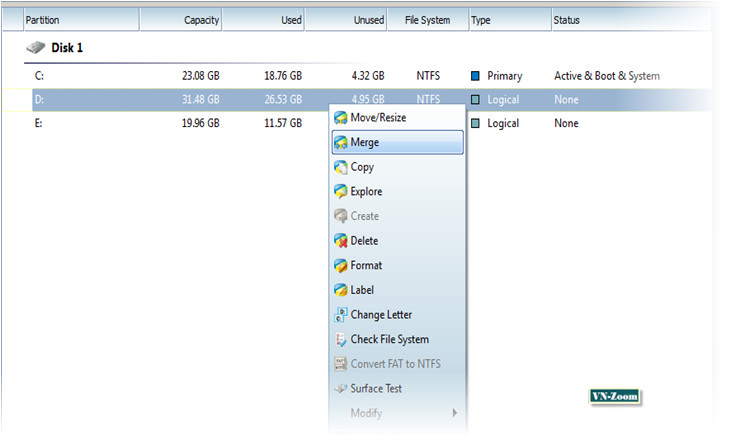 Partition Capacity Used Unused File System Type Status
Disk 1
C: 23.08 GB 18.76 GB 4.32 GB NTFS Primary Active & Boot & System
D: 31.48 GB 26.53 GB 4.95 GB NTFS Logical None
E: 19.96 GB 11.57 GB Logical None
Move/Resize
Merge
Copy
Explore
Create
Delete
Format
Label
Change Letter
Check File System
Convert FAT to NTFS
Surface Test
Modify
VN-Zoom